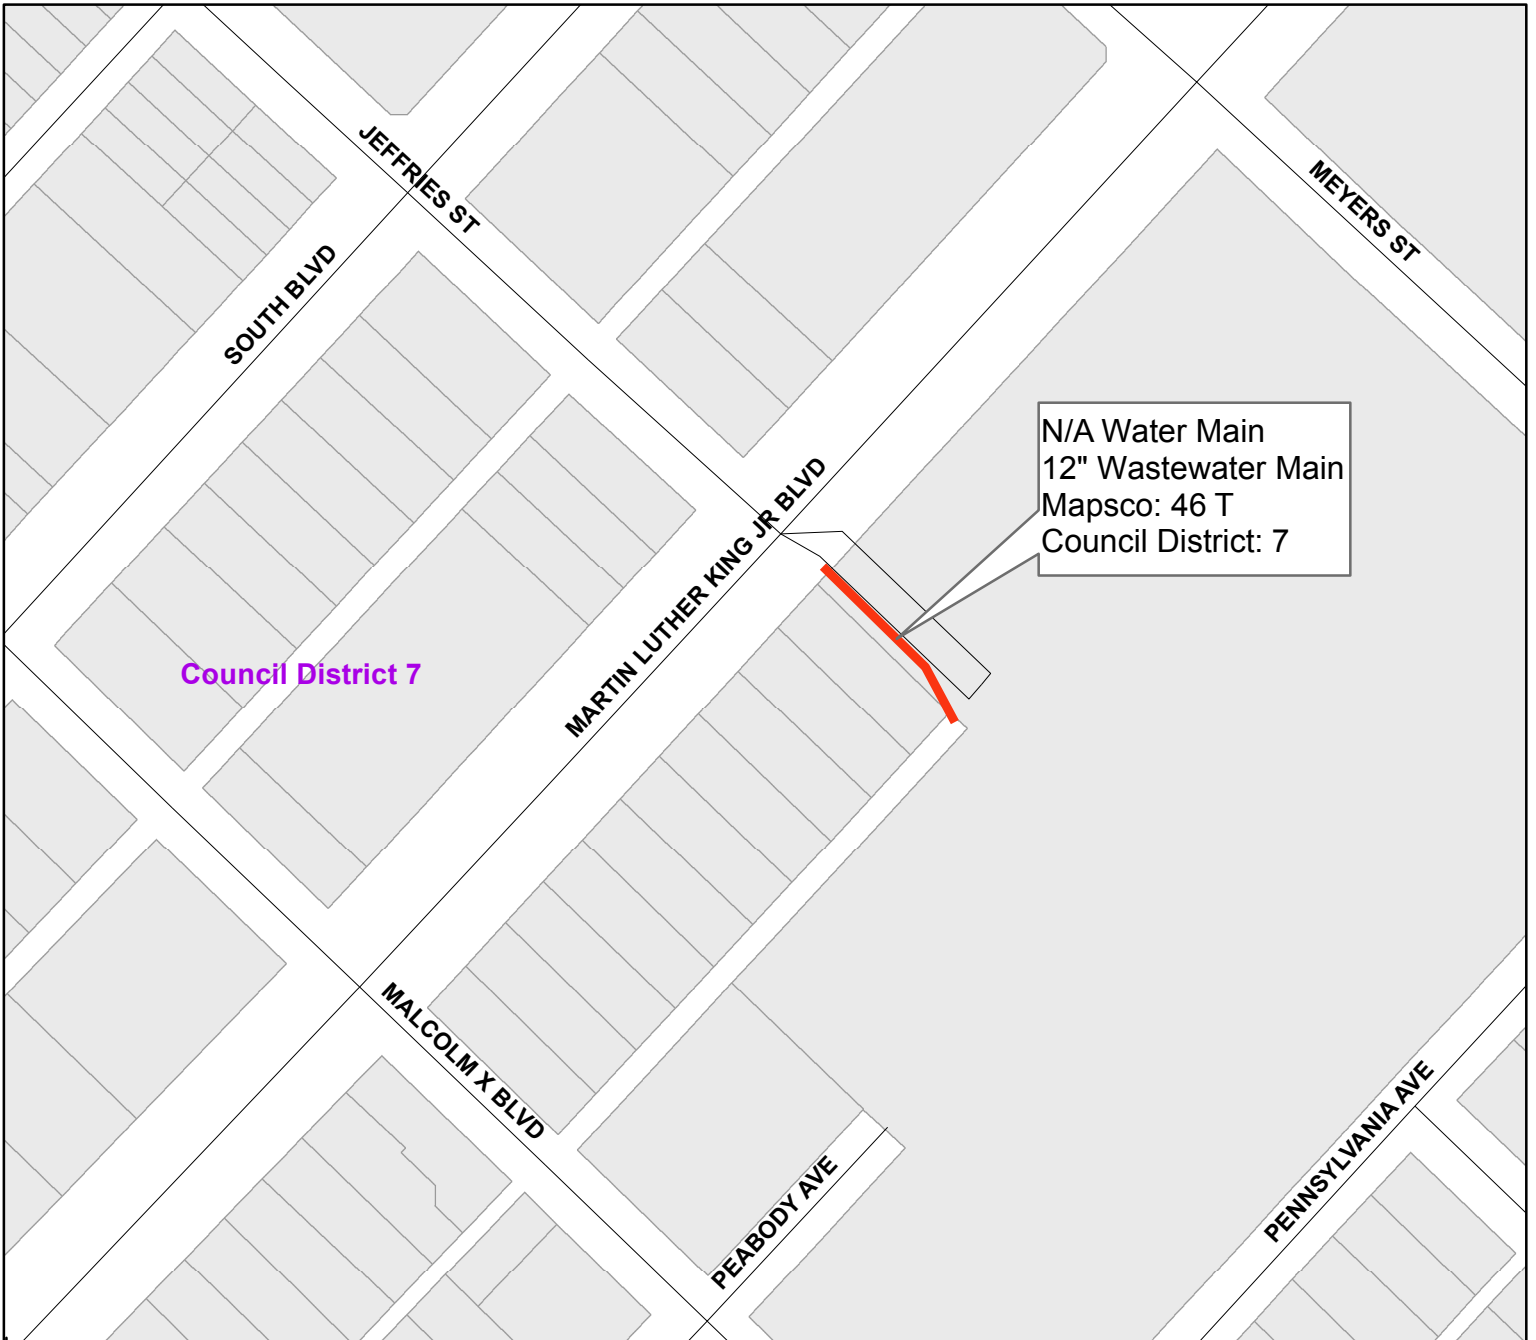 JEFFRIES ST
MEYERS ST
SOUTH BLVD
N/A Water Main
12" Wastewater Main
Mapsco: 46 T
Council District: 7
MARTIN LUTHER KING JR BLVD
Council District 7
MALCOLM X BLVD
PEABODY AVE
PENNSYLVANIA AVE